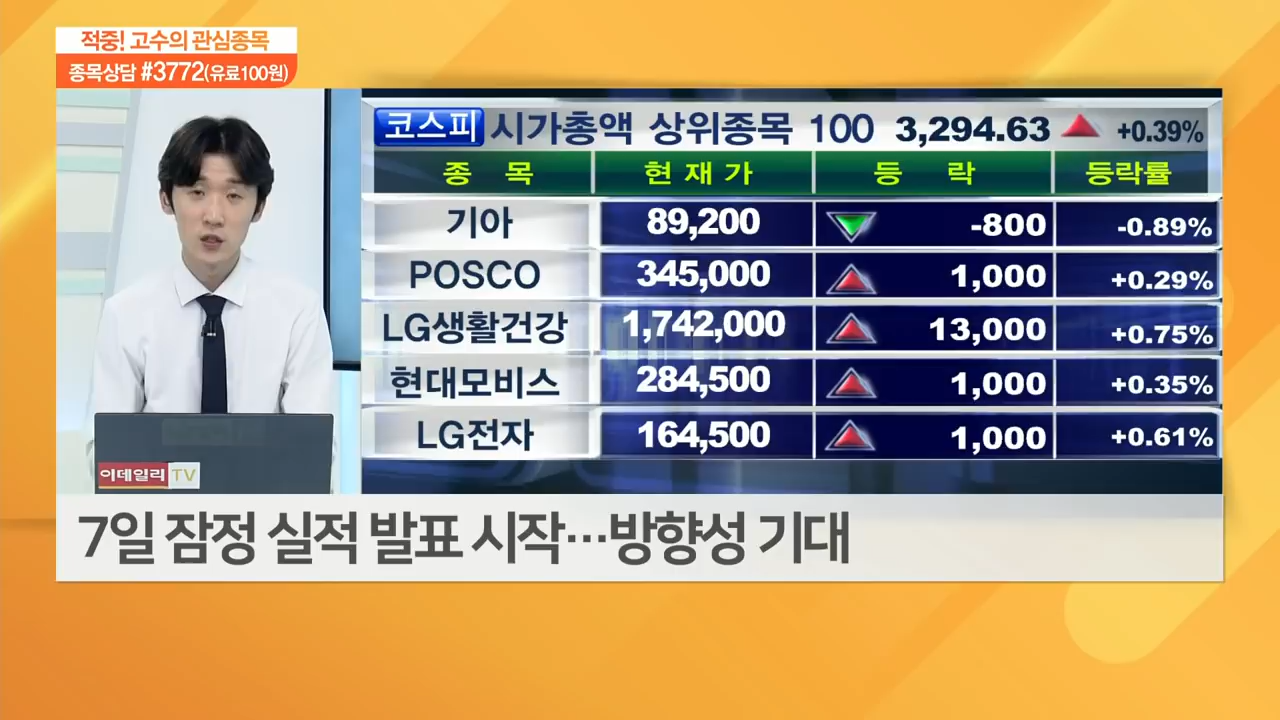 적중! 고수의 관심종목
종목상담 #3772(유료100원)
코스피 시가총액 상위종목 100 3,294.63 ▲ +0.39%
종 목 현 재 가 등 락 등락률
기아 89,200 ▼ -800 -0.89%
POSCO 345,000 ▲ 1,000 +0.29%
LG생활건강 1,742,000 ▲ 13,000 +0.75%
현대모비스 284,500 ▲ 1,000 +0.35%
LG전자 164,500 ▲ 1,000 +0.61%
이데일리 TV
7일 잠정 실적 발표 시작…방향성 기대